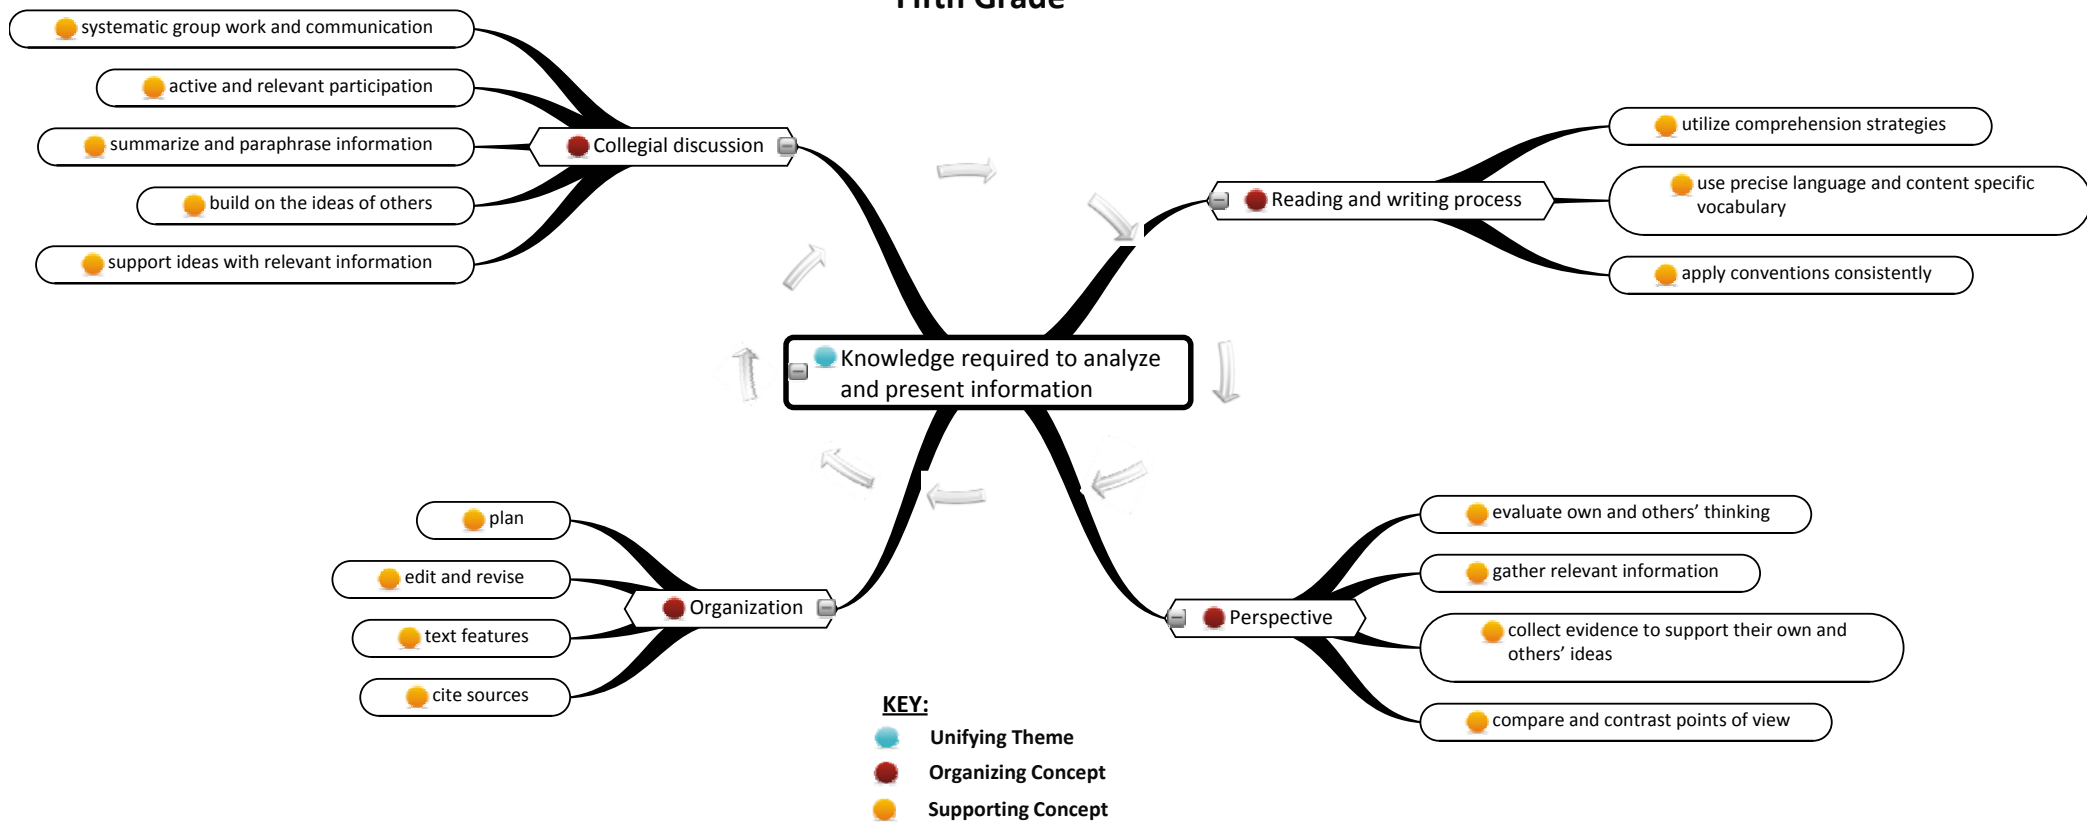 Fifth Grade
systematic group work and communication
active and relevant participation
summarize and paraphrase information
build on the ideas of others
support ideas with relevant information
Collegial discussion
Reading and writing process
utilize comprehension strategies
use precise language and content specific
vocabulary
apply conventions consistently
Knowledge required to analyze
and present information
plan
edit and revise
text features
cite sources
Organization
Perspective
evaluate own and others’ thinking
gather relevant information
collect evidence to support their own and
others’ ideas
compare and contrast points of view
KEY:
Unifying Theme
Organizing Concept
Supporting Concept